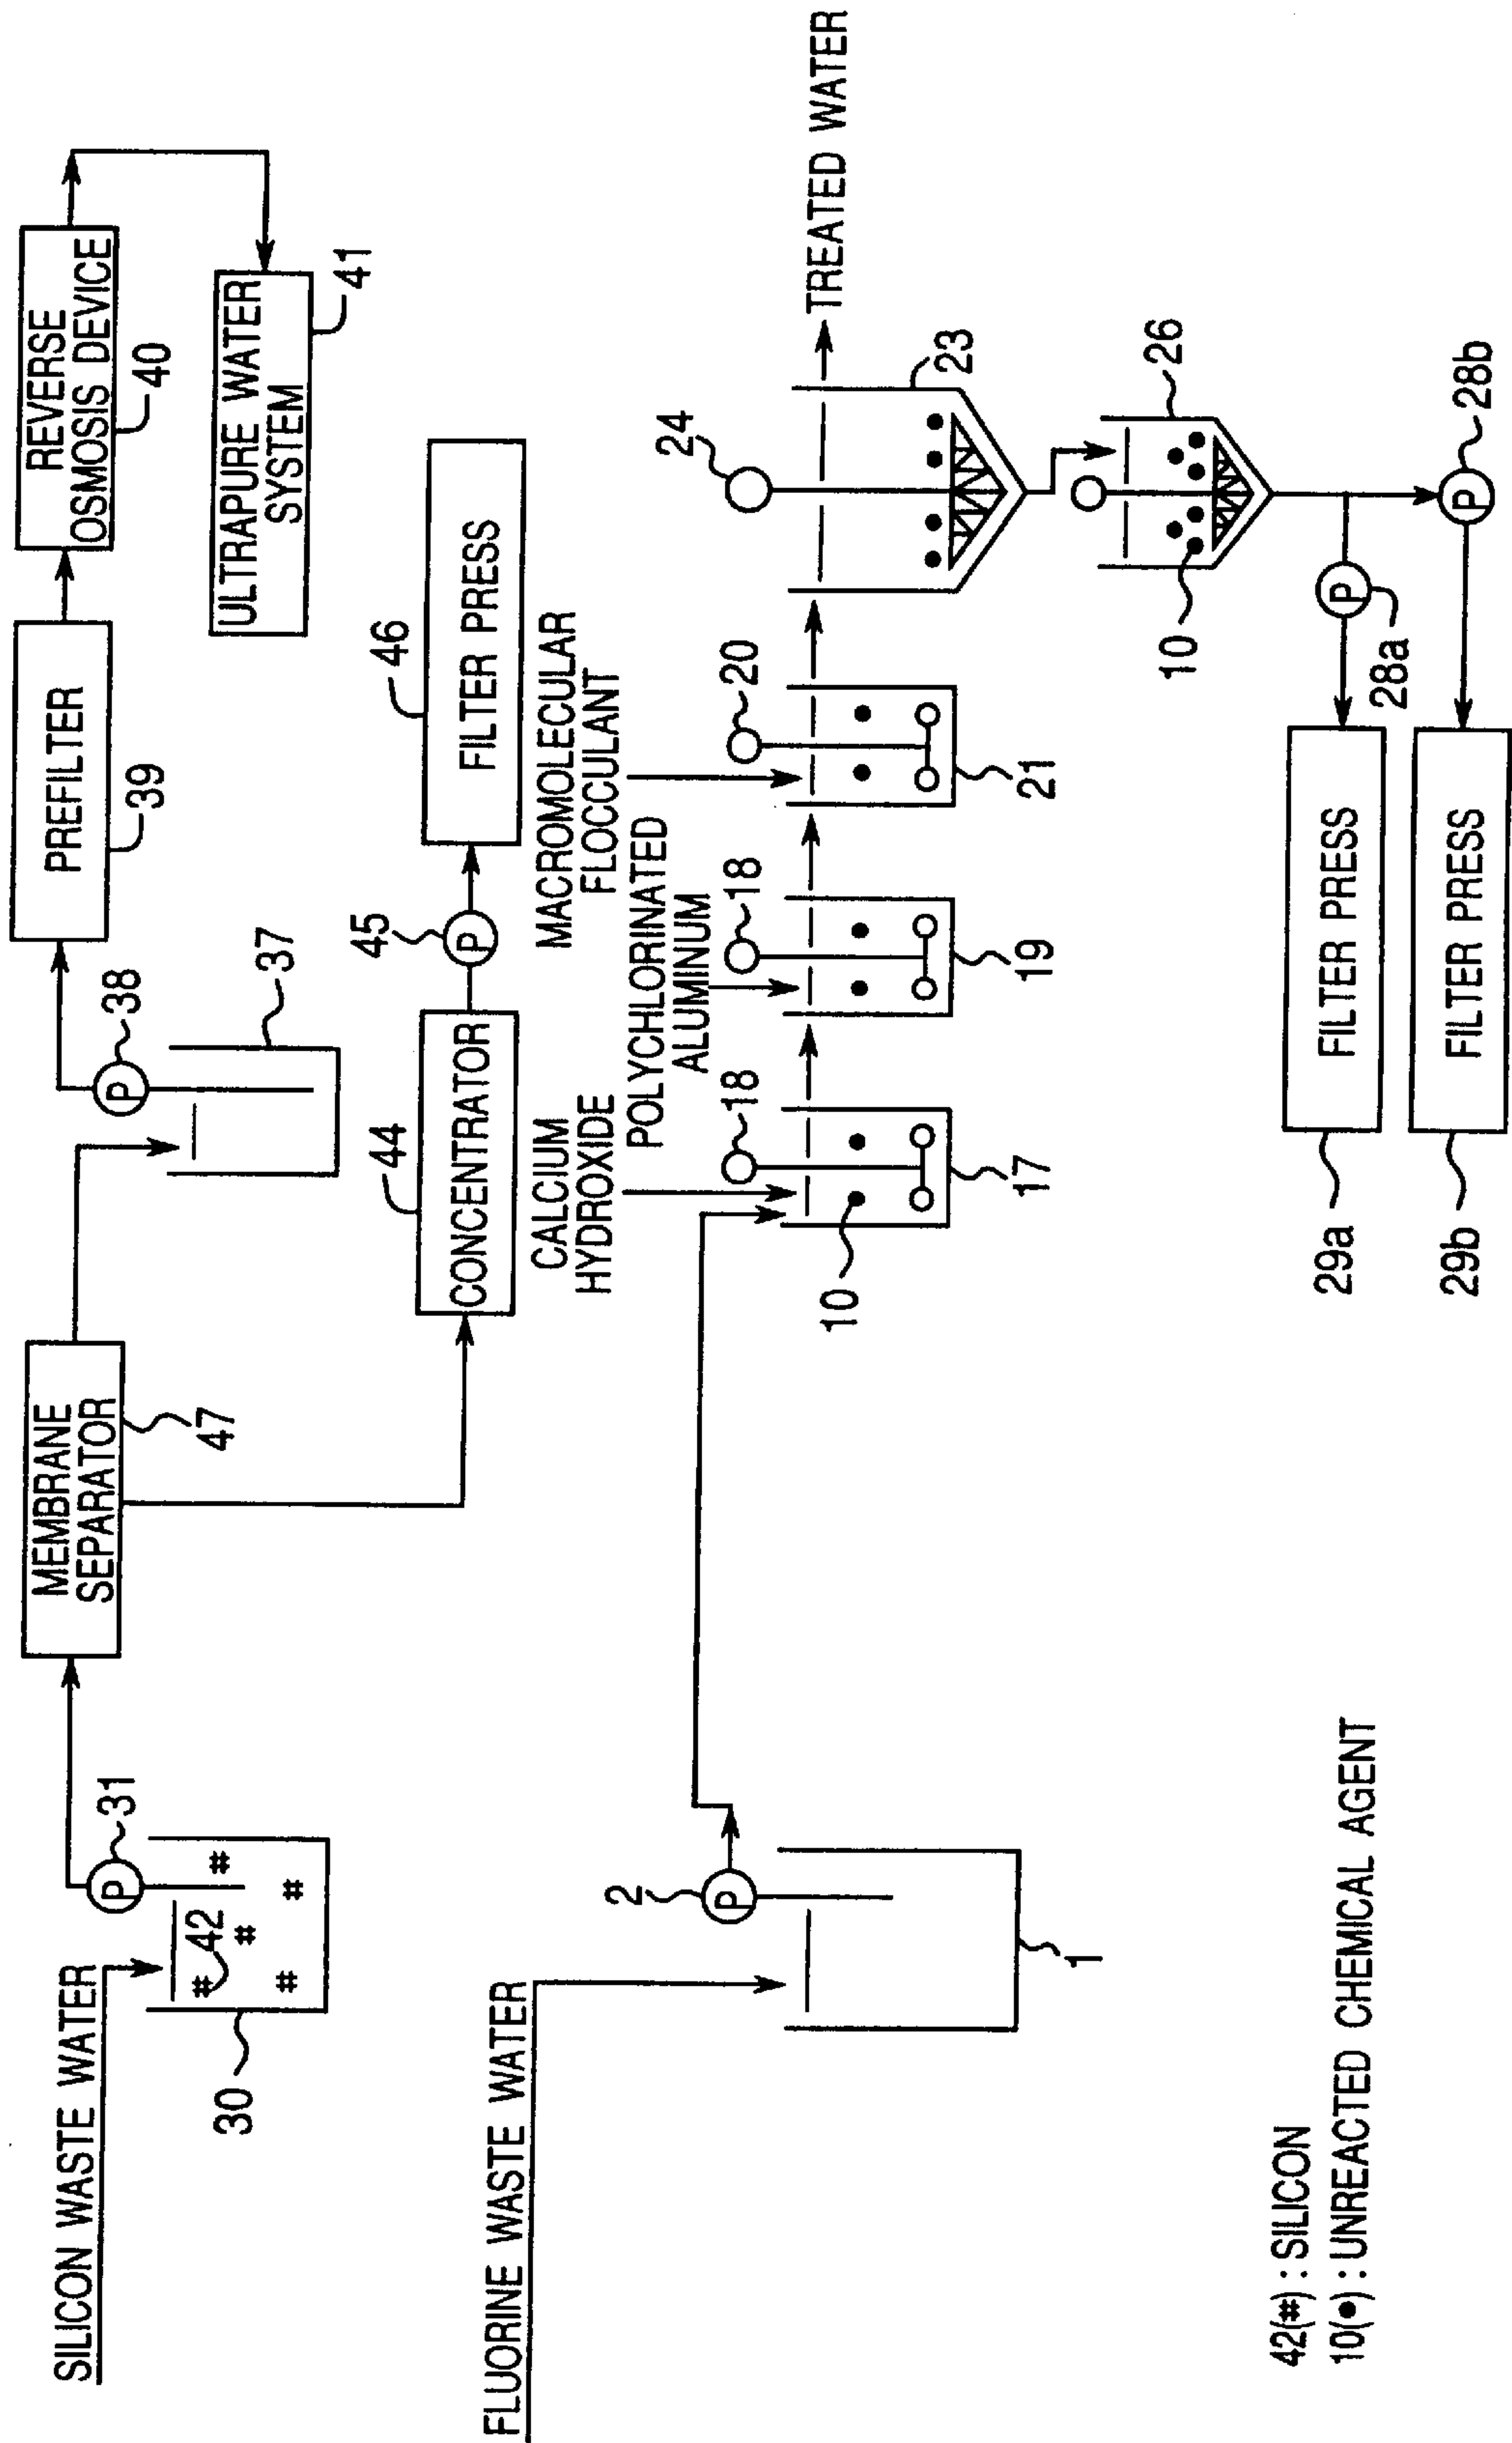 SILICON WASTE WATER
30
42
P
31
MEMBRANE
SEPARATOR
47
37
P
38
PREFILTER
39
REVERSE
OSMOSIS DEVICE
40
ULTRAPURE WATER
SYSTEM
41
44
CONCENTRATOR
45
P
46
FILTER PRESS
FLUORINE WASTE WATER
1
2
P
CALCIUM
HYDROXIDE
18
10
17
POLYCHLORINATED
ALUMINUM
18
19
MACROMOLECULAR
FLOCCULANT
20
21
24
23
TREATED WATER
26
10
P
28a
P
28b
FILTER PRESS
29a
FILTER PRESS
29b
42(#) : SILICON
10(●) : UNREACTED CHEMICAL AGENT